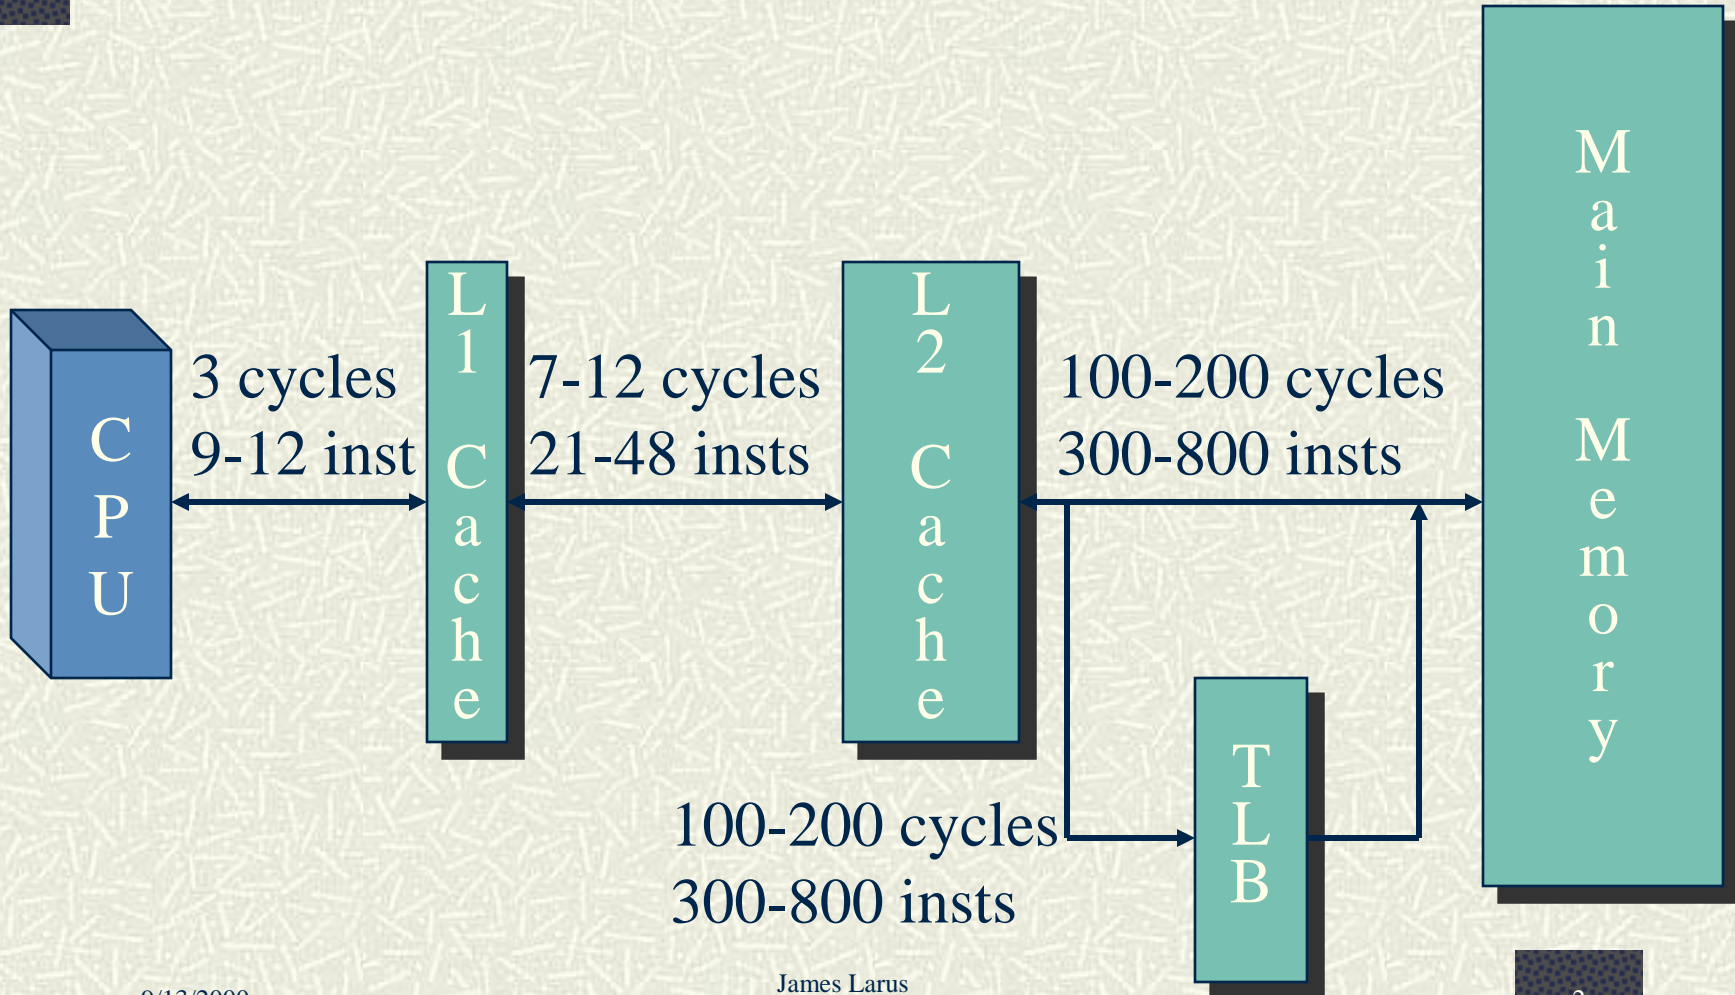 CPU
3 cycles
9-12 inst
L1 Cache
7-12 cycles
21-48 insts
L2 Cache
100-200 cycles
300-800 insts
Main Memory
100-200 cycles
300-800 insts
TLB
James Larus